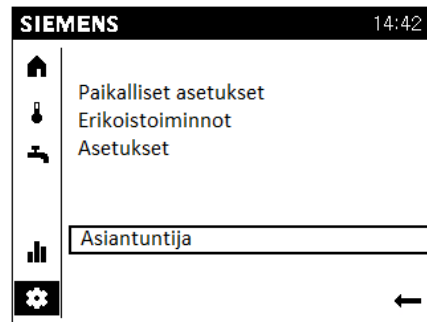 SIEMENS 14:42
Paikalliset asetukset
Erikoistoiminnot
Asetukset
Asiantuntija